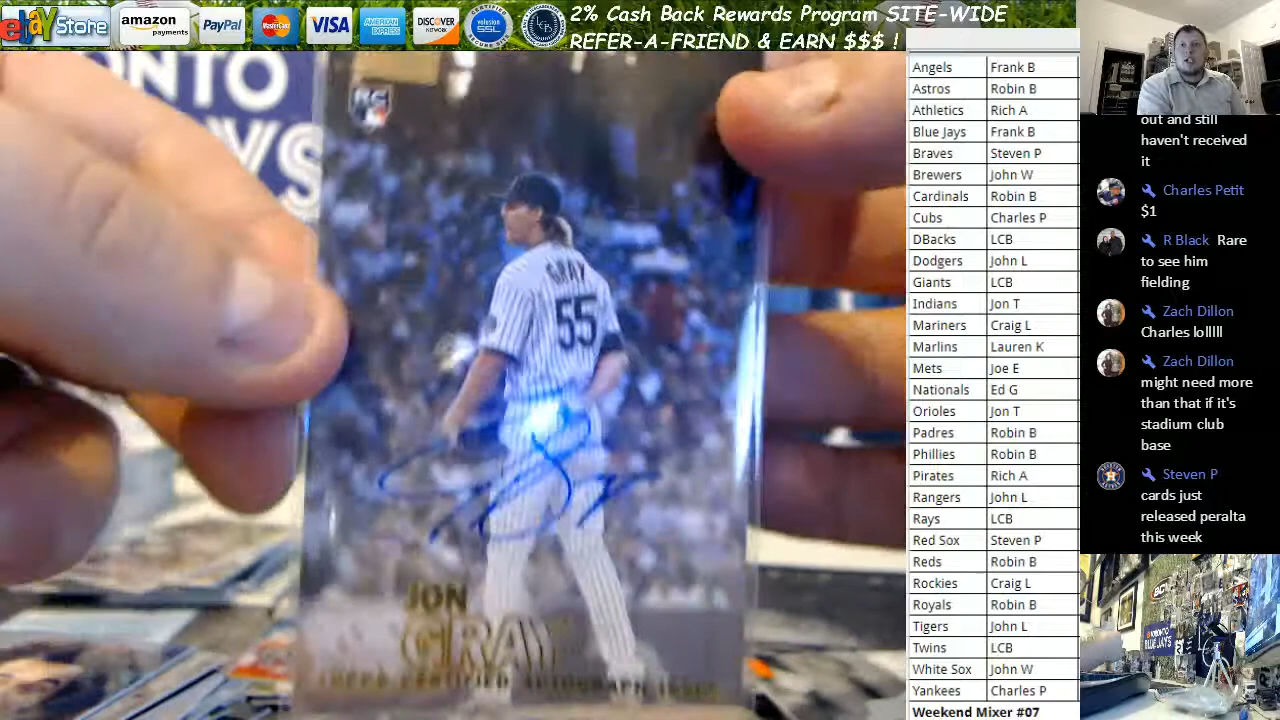 ebay Store
amazon payments
PayPal
MasterCard
VISA
AMERICAN EXPRESS
DISCOVER NETWORK
volusion SSL
2% Cash Back Rewards Program SITE-WIDE
REFER-A-FRIEND & EARN $$$ !
GRAY
55
JON
GRAY
Angels Frank B
Astros Robin B
Athletics Rich A
Blue Jays Frank B
Braves Steven P
Brewers John W
Cardinals Robin B
Cubs Charles P
DBacks LCB
Dodgers John L
Giants LCB
Indians Jon T
Mariners Craig L
Marlins Lauren K
Mets Joe E
Nationals Ed G
Orioles Jon T
Padres Robin B
Phillies Robin B
Pirates Rich A
Rangers John L
Rays LCB
Red Sox Steven P
Reds Robin B
Rockies Craig L
Royals Robin B
Tigers John L
Twins LCB
White Sox John W
Yankees Charles P
Weekend Mixer #07
out and still
haven't received
it
Charles Petit
$1
R Black Rare
to see him
fielding
Zach Dillon
Charles lolllll
Zach Dillon
might need more
than that if it's
stadium club
base
Steven P
cards just
released peralta
this week